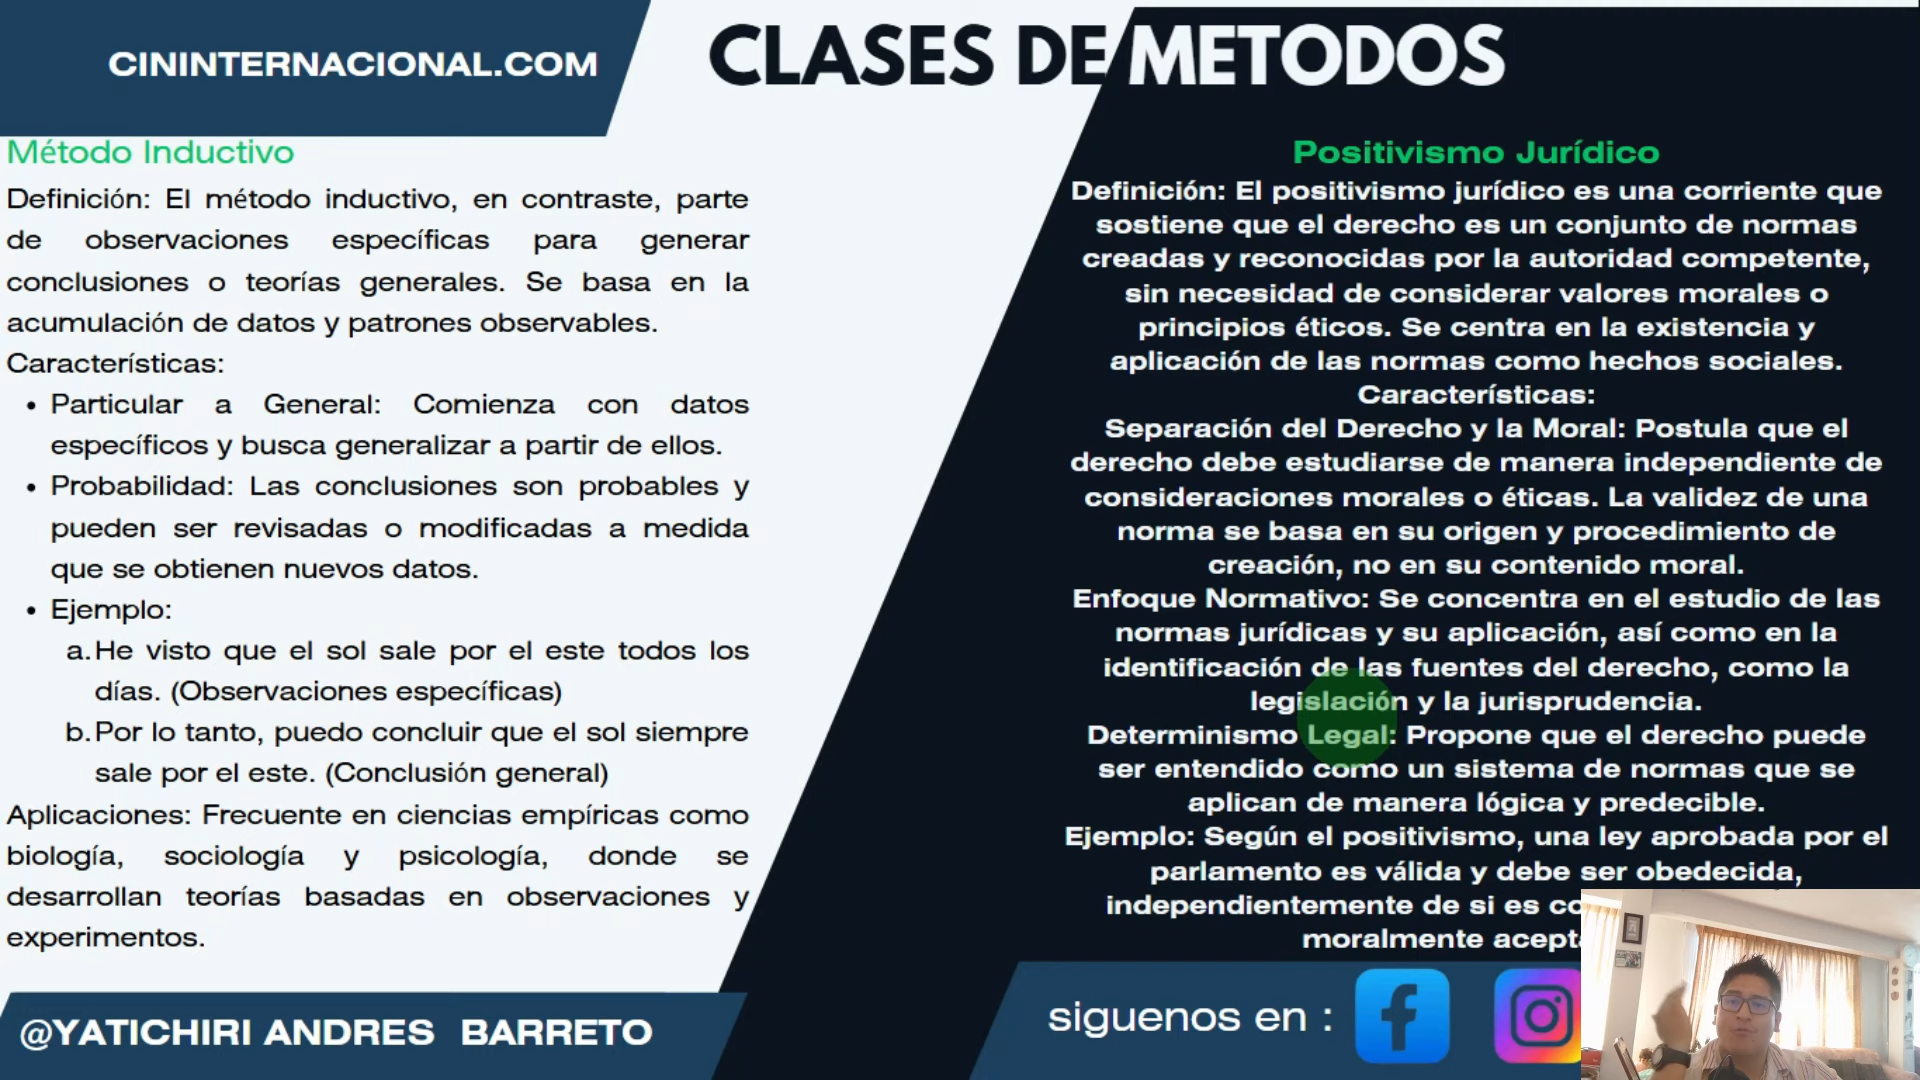 CININTERNACIONAL.COM
CLASES DE METODOS
Método Inductivo
Definición: El método inductivo, en contraste, parte
de observaciones específicas para generar
conclusiones o teorías generales. Se basa en la
acumulación de datos y patrones observables.
Características:
• Particular a General: Comienza con datos
específicos y busca generalizar a partir de ellos.
• Probabilidad: Las conclusiones son probables y
pueden ser revisadas o modificadas a medida
que se obtienen nuevos datos.
• Ejemplo:
a. He visto que el sol sale por el este todos los
días. (Observaciones específicas)
b. Por lo tanto, puedo concluir que el sol siempre
sale por el este. (Conclusión general)
Aplicaciones: Frecuente en ciencias empíricas como
biología, sociología y psicología, donde se
desarrollan teorías basadas en observaciones y
experimentos.
Positivismo Jurídico
Definición: El positivismo jurídico es una corriente que
sostiene que el derecho es un conjunto de normas
creadas y reconocidas por la autoridad competente,
sin necesidad de considerar valores morales o
principios éticos. Se centra en la existencia y
aplicación de las normas como hechos sociales.
Características:
Separación del Derecho y la Moral: Postula que el
derecho debe estudiarse de manera independiente de
consideraciones morales o éticas. La validez de una
norma se basa en su origen y procedimiento de
creación, no en su contenido moral.
Enfoque Normativo: Se concentra en el estudio de las
normas jurídicas y su aplicación, así como en la
identificación de las fuentes del derecho, como la
legislación y la jurisprudencia.
Determinismo Legal: Propone que el derecho puede
ser entendido como un sistema de normas que se
aplican de manera lógica y predecible.
Ejemplo: Según el positivismo, una ley aprobada por el
parlamento es válida y debe ser obedecida,
independientemente de si es
moralmente
@YATICHIRI ANDRES BARRETO
siguenos en :